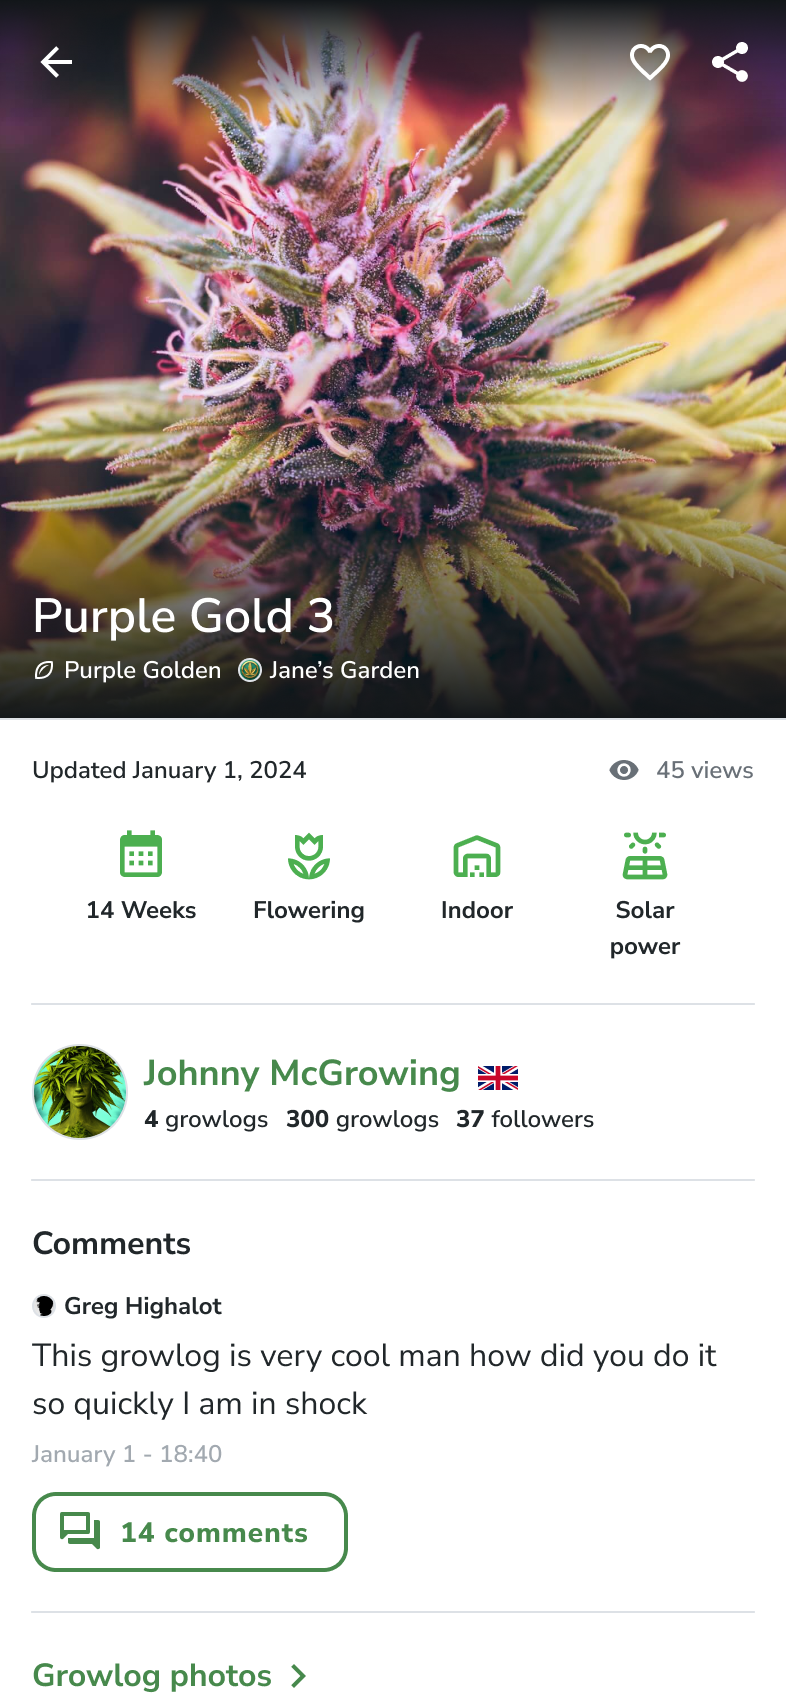 Purple Gold 3
Purple Golden Jane’s Garden
Updated January 1, 2024 45 views
14 Weeks Flowering Indoor Solar
power
Johnny McGrowing
4 growlogs 300 growlogs 37 followers
Comments
Greg Highalot
This growlog is very cool man how did you do it
so quickly I am in shock
January 1 - 18:40
14 comments
Growlog photos